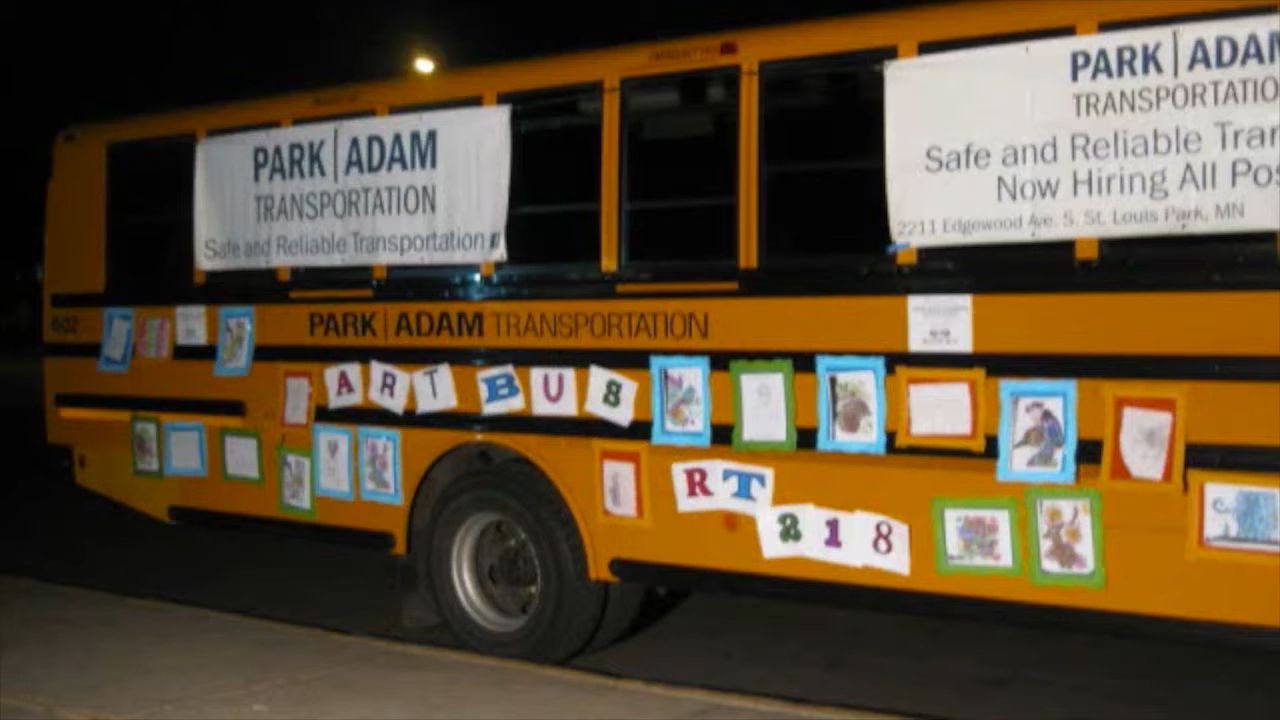 PARK|ADAM
TRANSPORTATION
Safe and Reliable Transportation
PARK|ADAM
TRANSPORTATIO
Safe and Reliable Tran
Now Hiring All Pos
2211 Edgewood Ave. S. St. Louis Park, MN
PARK|ADAM TRANSPORTATION
ART BUS
RT
218